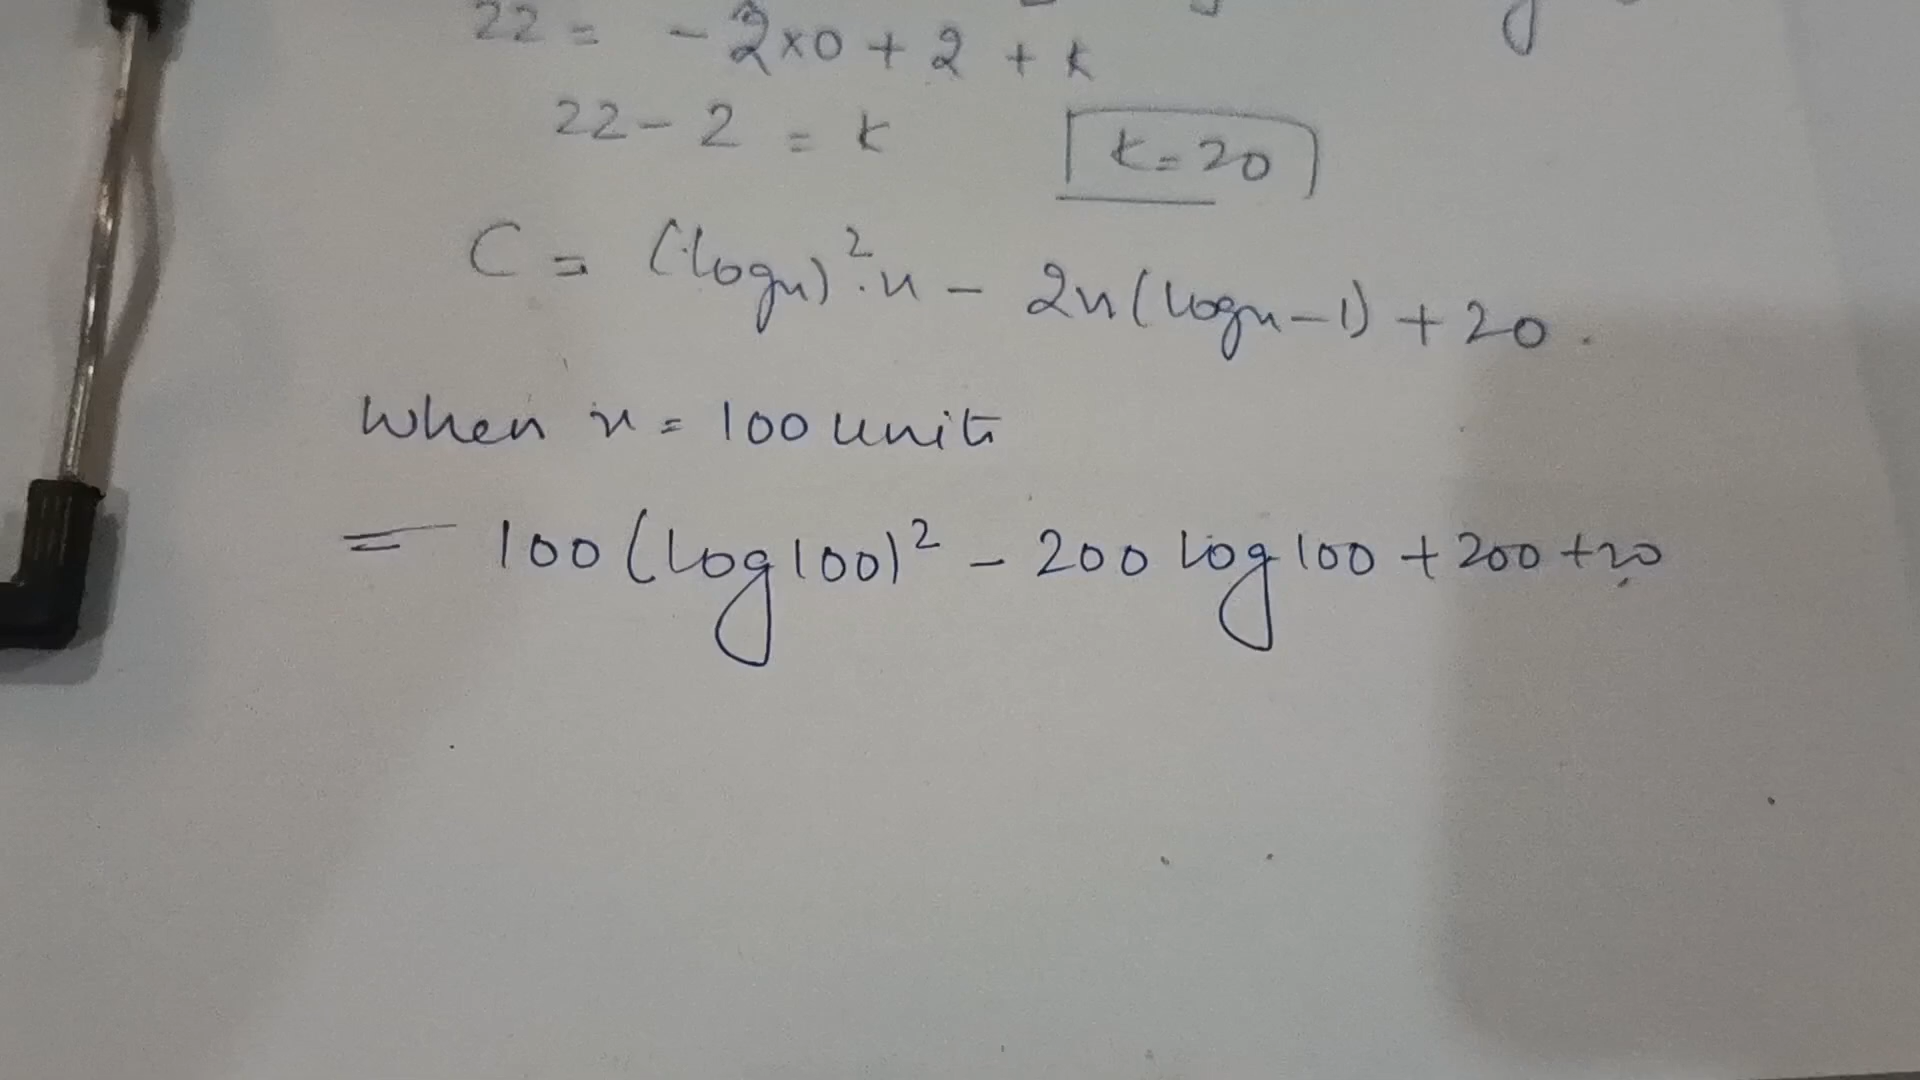 22 = - 2×0 + 2 + k
22 - 2 = k
k = 20
C = (log x)² . x - 2x (log x - 1) + 20 .
When x = 100 units
= 100 (log 100)² - 200 log 100 + 200 + 20